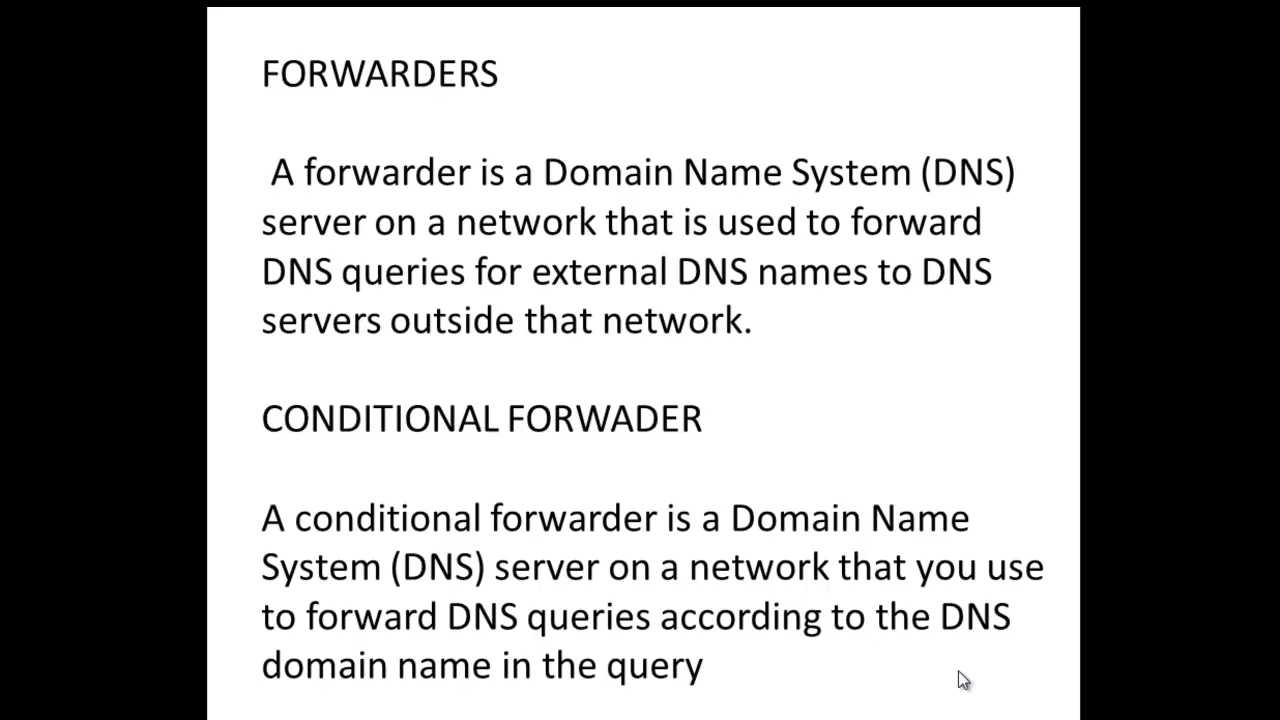 FORWARDERS
A forwarder is a Domain Name System (DNS)
server on a network that is used to forward
DNS queries for external DNS names to DNS
servers outside that network.
CONDITIONAL FORWADER
A conditional forwarder is a Domain Name
System (DNS) server on a network that you use
to forward DNS queries according to the DNS
domain name in the query